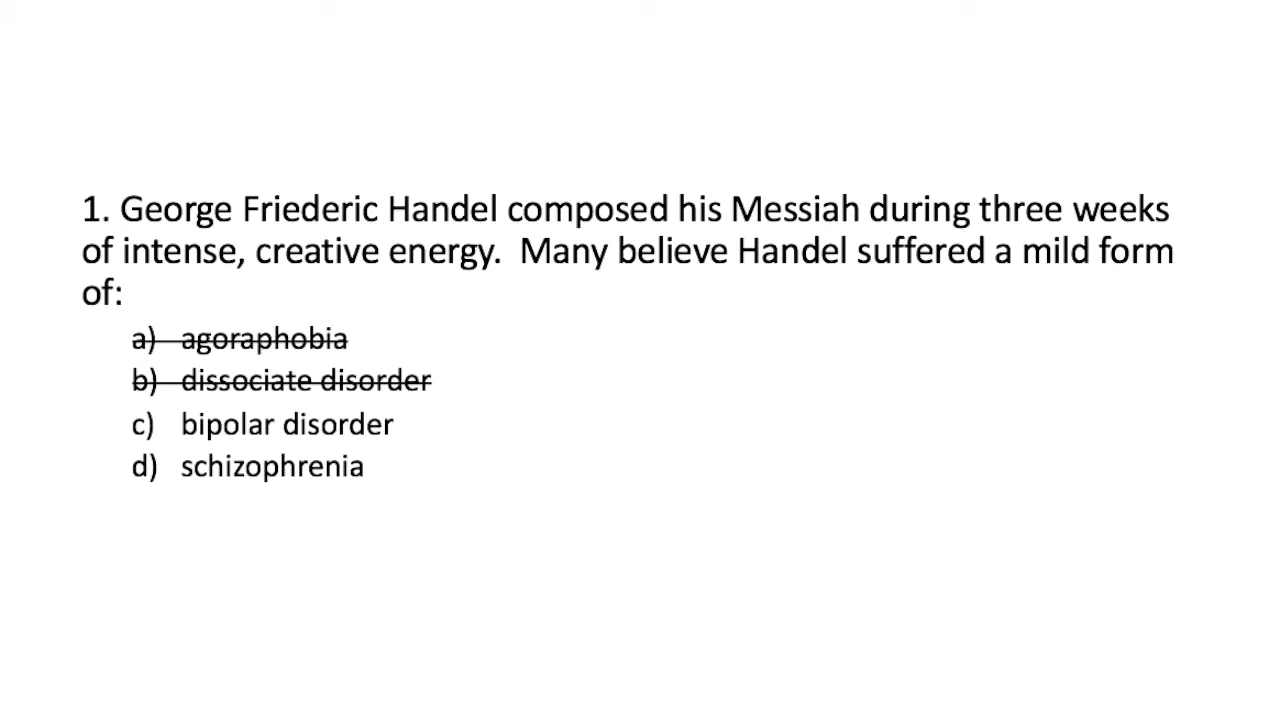 1. George Friederic Handel composed his Messiah during three weeks
of intense, creative energy.  Many believe Handel suffered a mild form
of:
a) agoraphobia
b) dissociate disorder
c) bipolar disorder
d) schizophrenia